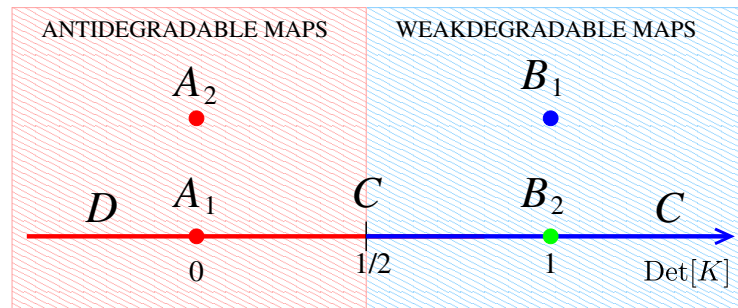 ANTIDEGRADABLE MAPS WEAKDEGRADABLE MAPS
A₂ B₁
D A₁ C B₂ C
0 1/2 1 Det[K]